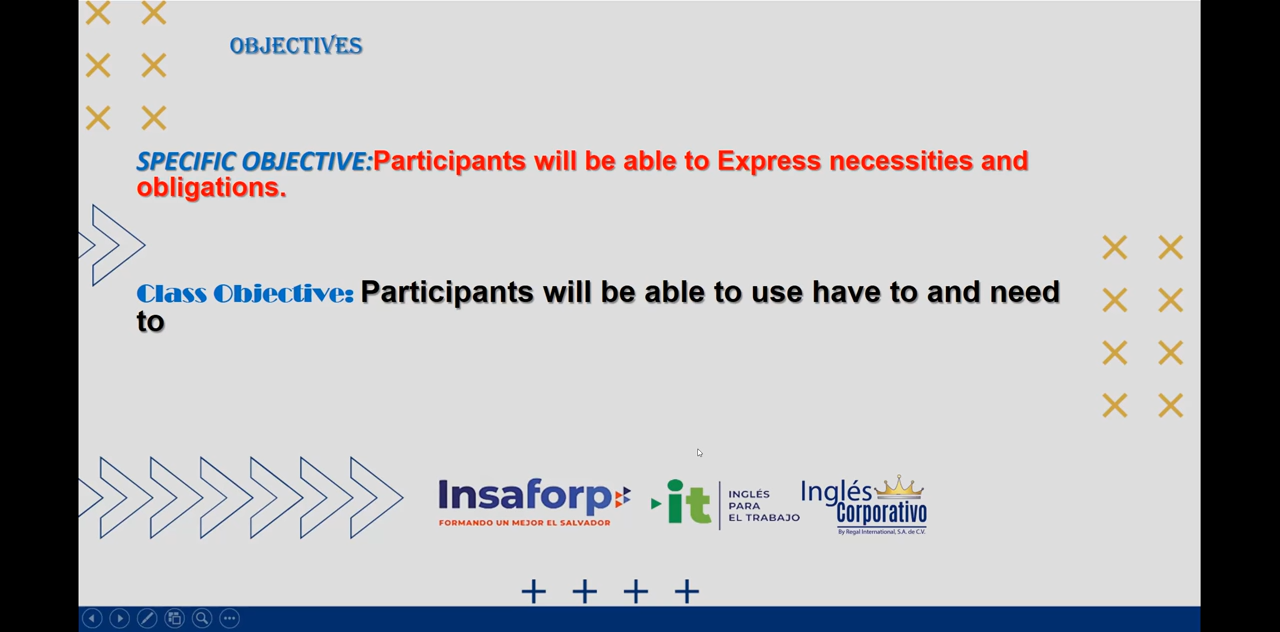 OBJECTIVES
SPECIFIC OBJECTIVE:Participants will be able to Express necessities and
obligations.
Class Objective: Participants will be able to use have to and need
to
Insaforp
FORMANDO UN MEJOR EL SALVADOR
it
INGLÉS
PARA
EL TRABAJO
Inglés
Corporativo
By Regal International, S.A. de C.V.